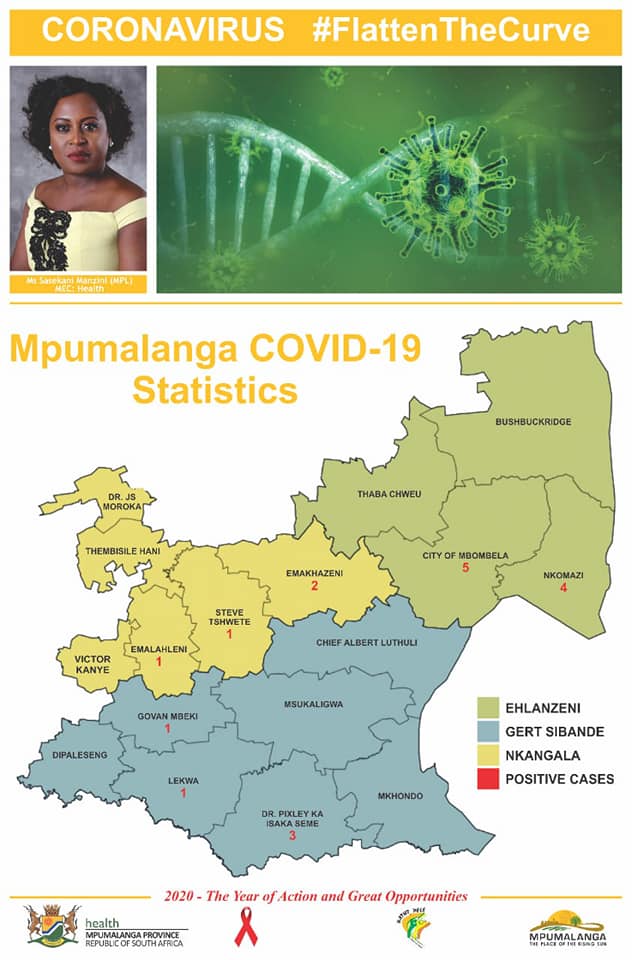 CORONAVIRUS #FlattenTheCurve
Ms Sasekani Manzini (MPL)
MEC: Health
Mpumalanga COVID-19
Statistics
BUSHBUCKRIDGE
THABA CHWEU
DR. JS
MOROKA
THEMBISILE HANI
CITY OF MBOMBELA
5
NKOMAZI
4
EMAKHAZENI
2
STEVE
TSHWETE
1
EMALAHLENI
1
VICTOR
KANYE
CHIEF ALBERT LUTHULI
MSUKALIGWA
GOVAN MBEKI
1
DIPALESENG
LEKWA
1
DR. PIXLEY KA
ISAKA SEME
3
MKHONDO
EHLANZENI
GERT SIBANDE
NKANGALA
POSITIVE CASES
2020 - The Year of Action and Great Opportunities
health
MPUMALANGA PROVINCE
REPUBLIC OF SOUTH AFRICA
BATHO PELE
MPUMALANGA
THE PLACE OF THE RISING SUN